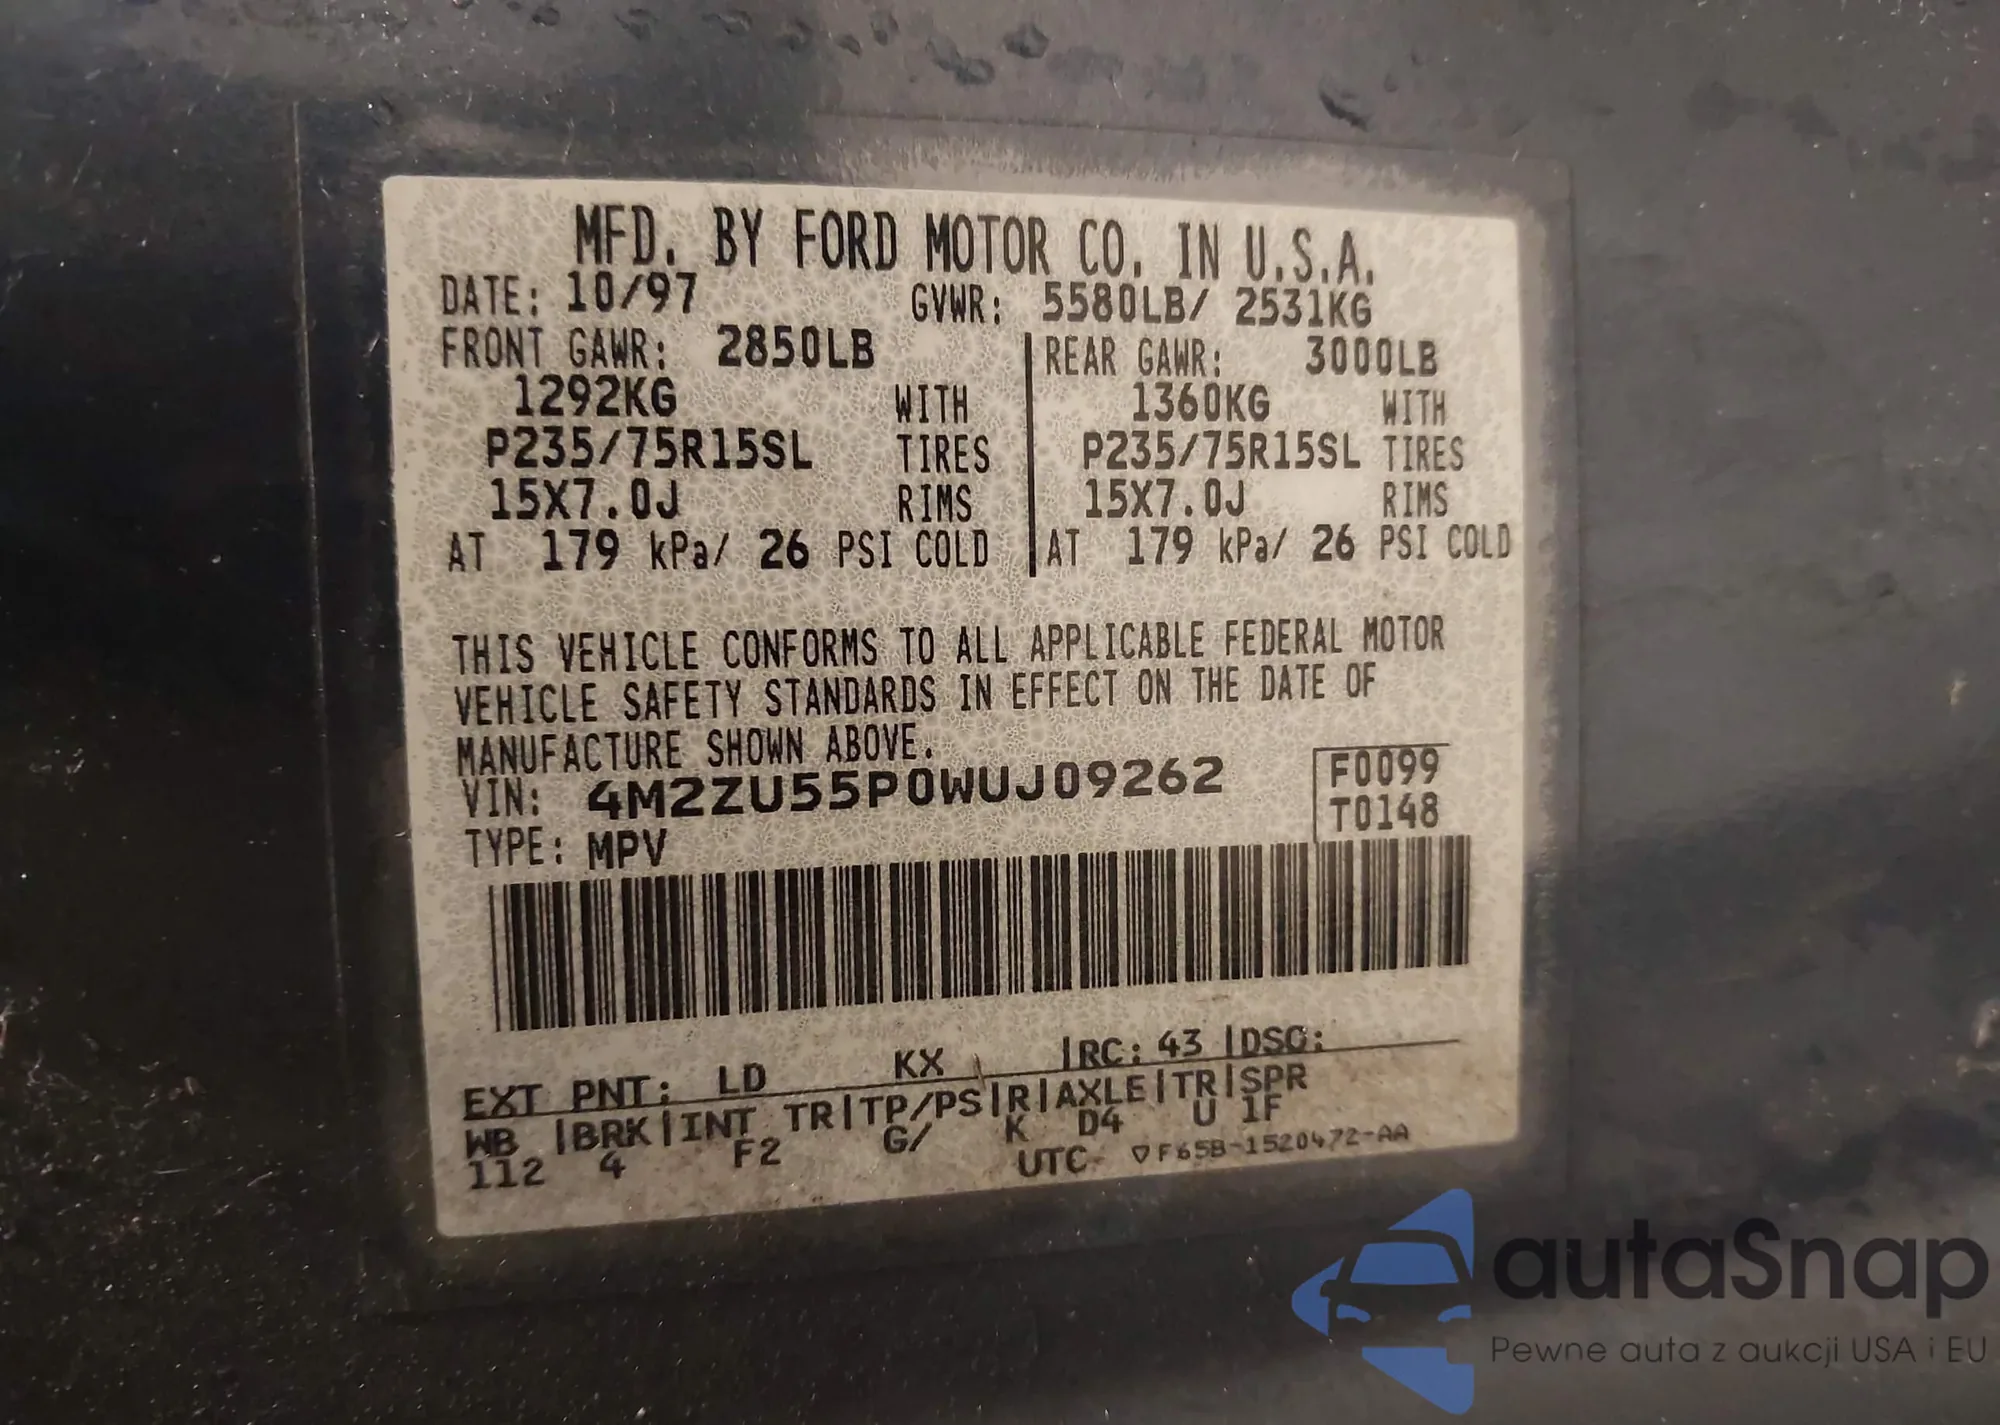 MFD. BY FORD MOTOR CO. IN U.S.A.
DATE: 10/97 GVWR: 5580LB/ 2531KG
FRONT GAWR: 2850LB REAR GAWR: 3000LB
1292KG WITH 1360KG WITH
P235/75R15SL TIRES P235/75R15SL TIRES
15X7.0J RIMS 15X7.0J RIMS
AT 179 kPa/ 26 PSI COLD AT 179 kPa/ 26 PSI COLD
THIS VEHICLE CONFORMS TO ALL APPLICABLE FEDERAL MOTOR
VEHICLE SAFETY STANDARDS IN EFFECT ON THE DATE OF
MANUFACTURE SHOWN ABOVE.
VIN: 4M2ZU55P0WUJ09262 F0099
TYPE: MPV T0148
EXT PNT: LD KX |RC: 43 |DSO:
WB |BRK|INT TR|TP/PS|R|AXLE|TR|SPR
112 4 F2 G/ K D4 U 1F
UTC ▽F65B-1520472-AA
autaSnap
Pewne auta z aukcji USA i EU